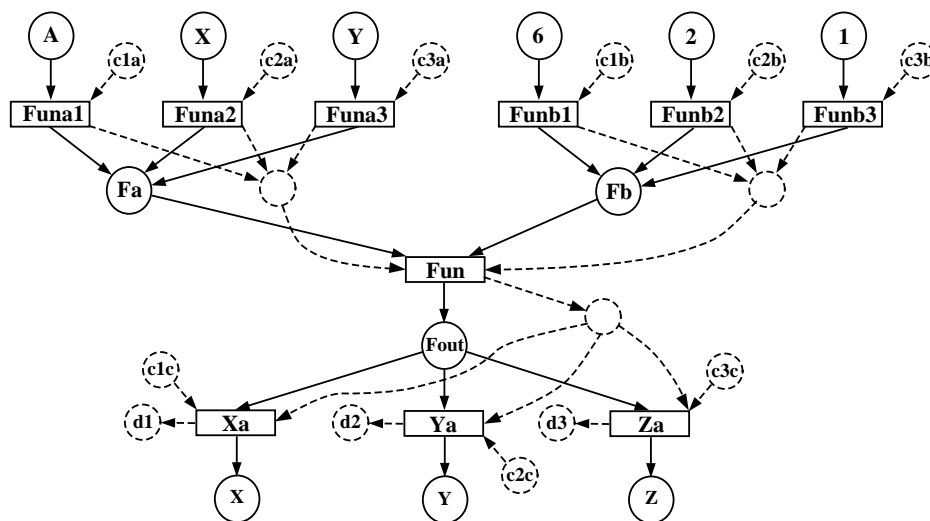 A X Y 6 2 1
c1a c2a c3a c1b c2b c3b
Funa1 Funa2 Funa3 Funb1 Funb2 Funb3
Fa Fb
Fun
Fout
c1c c3c
d1 Xa d2 Ya d3 Za
c2c
X Y Z